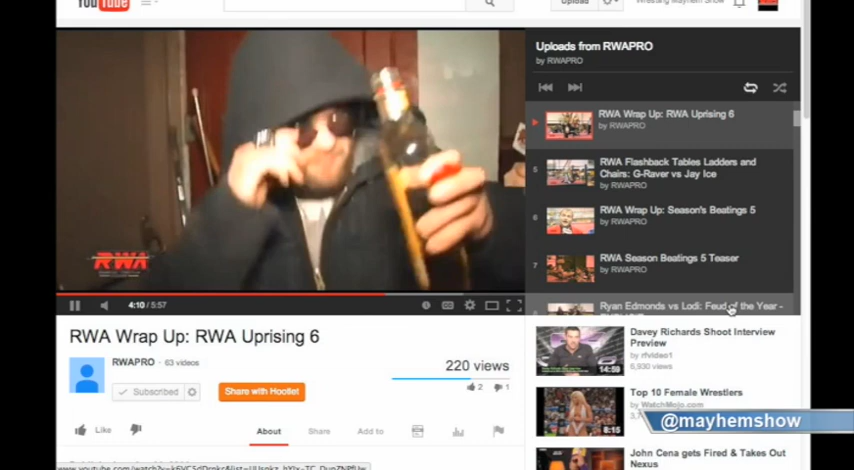 YouTube
Upload
Wrestling Mayhem Show
Uploads from RWAPRO
by RWAPRO
RWA Wrap Up: RWA Uprising 6
by RWAPRO
5
RWA Flashback Tables Ladders and
Chairs: G-Raver vs Jay Ice
by RWAPRO
6
RWA Wrap Up: Season's Beatings 5
by RWAPRO
7
RWA Season Beatings 5 Teaser
by RWAPRO
Ryan Edmonds vs Lodi: Feud of the Year -
RWA
4:10 / 5:57
RWA Wrap Up: RWA Uprising 6
RWAPRO · 63 videos
Subscribed
Share with Hootlet
220 views
2
1
Like
About
Share
Add to
Davey Richards Shoot Interview
Preview
by rfvideo1
6,930 views
14:59
Top 10 Female Wrestlers
by WatchMojo.com
8:15
@mayhemshow
John Cena gets Fired & Takes Out
Nexus